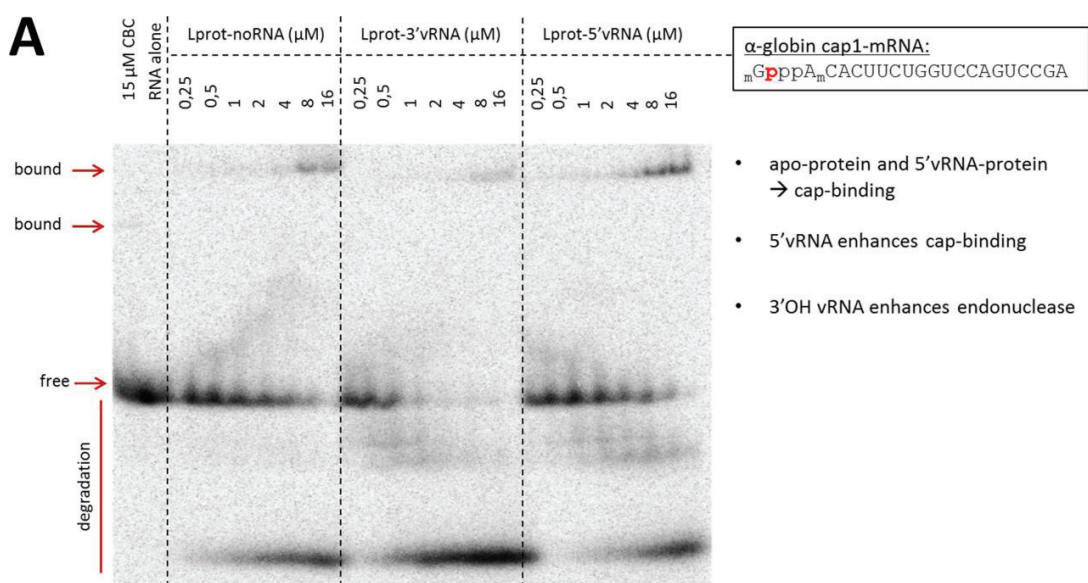 A
15 µM CBC
RNA alone
Lprot-noRNA (µM)
0,25
0,5
1
2
4
8
16
Lprot-3’vRNA (µM)
0,25
0,5
1
2
4
8
16
Lprot-5’vRNA (µM)
0,25
0,5
1
2
4
8
16
α-globin cap1-mRNA:
mGpppAmCACUUCUGGUCCAGUCCGA
bound
bound
free
degradation
• apo-protein and 5’vRNA-protein
→ cap-binding
• 5’vRNA enhances cap-binding
• 3’OH vRNA enhances endonuclease